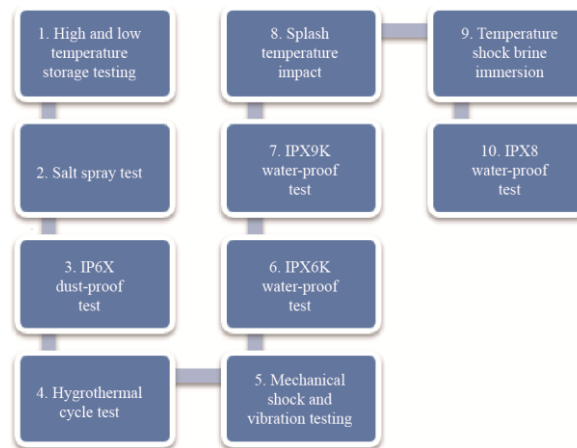 1. High and low
temperature
storage testing
2. Salt spray test
3. IP6X
dust-proof
test
4. Hygrothermal
cycle test
5. Mechanical
shock and
vibration testing
6. IPX6K
water-proof
test
7. IPX9K
water-proof
test
8. Splash
temperature
impact
9. Temperature
shock brine
immersion
10. IPX8
water-proof
test